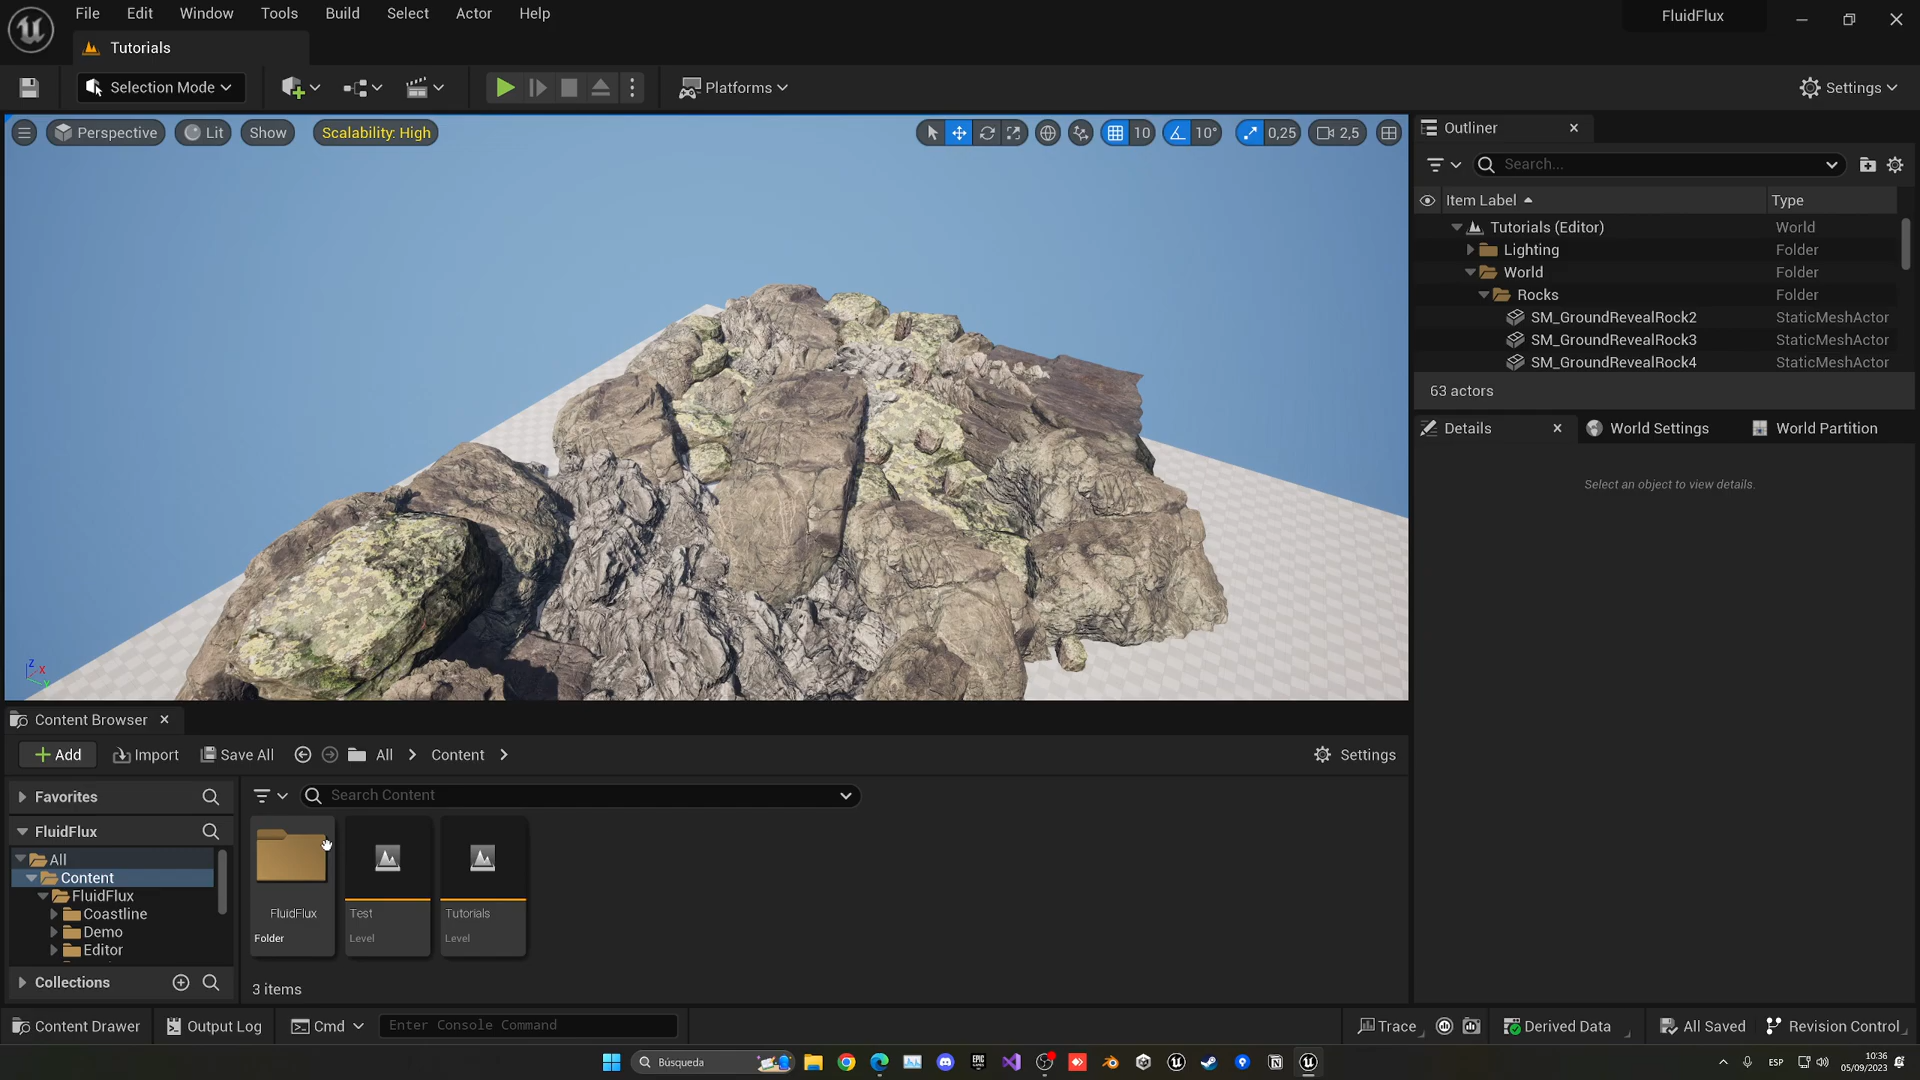 File Edit Window Tools Build Select Actor Help
FluidFlux
Tutorials
Selection Mode
Platforms
Settings
Perspective Lit Show Scalability: High
10 10° 0,25 2,5
Outliner
Search...
Item Label Type
Tutorials (Editor) World
Lighting Folder
World Folder
Rocks Folder
SM_GroundRevealRock2 StaticMeshActor
SM_GroundRevealRock3 StaticMeshActor
SM_GroundRevealRock4 StaticMeshActor
63 actors
Details World Settings World Partition
Select an object to view details.
Z X Y
Content Browser
Add Import Save All All Content Settings
Favorites
Search Content
FluidFlux
All
Content
FluidFlux
Coastline
Demo
Editor
Collections
FluidFlux
Folder
Test
Level
Tutorials
Level
3 items
Content Drawer Output Log Cmd Enter Console Command Trace Derived Data All Saved Revision Control
Búsqueda
EPIC
ESP
10:36
05/09/2023